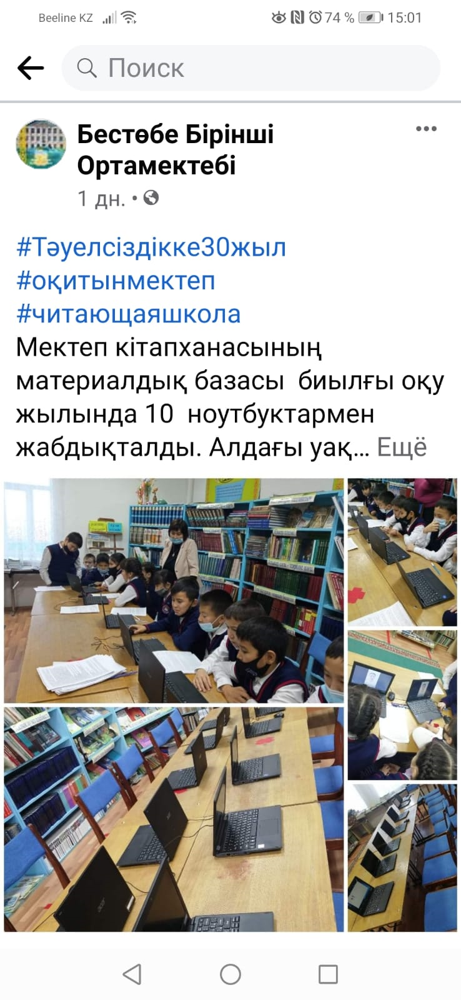 Beeline KZ 74 % 15:01
Поиск
Бестөбе Бірінші
Ортамектебі
1 дн.
#Тәуелсіздікке30жыл
#оқитынмектеп
#читающаяшкола
Мектеп кітапханасының
материалдық базасы биылғы оқу
жылында 10 ноутбуктармен
жабдықталды. Алдағы уақ... Ещё
acer